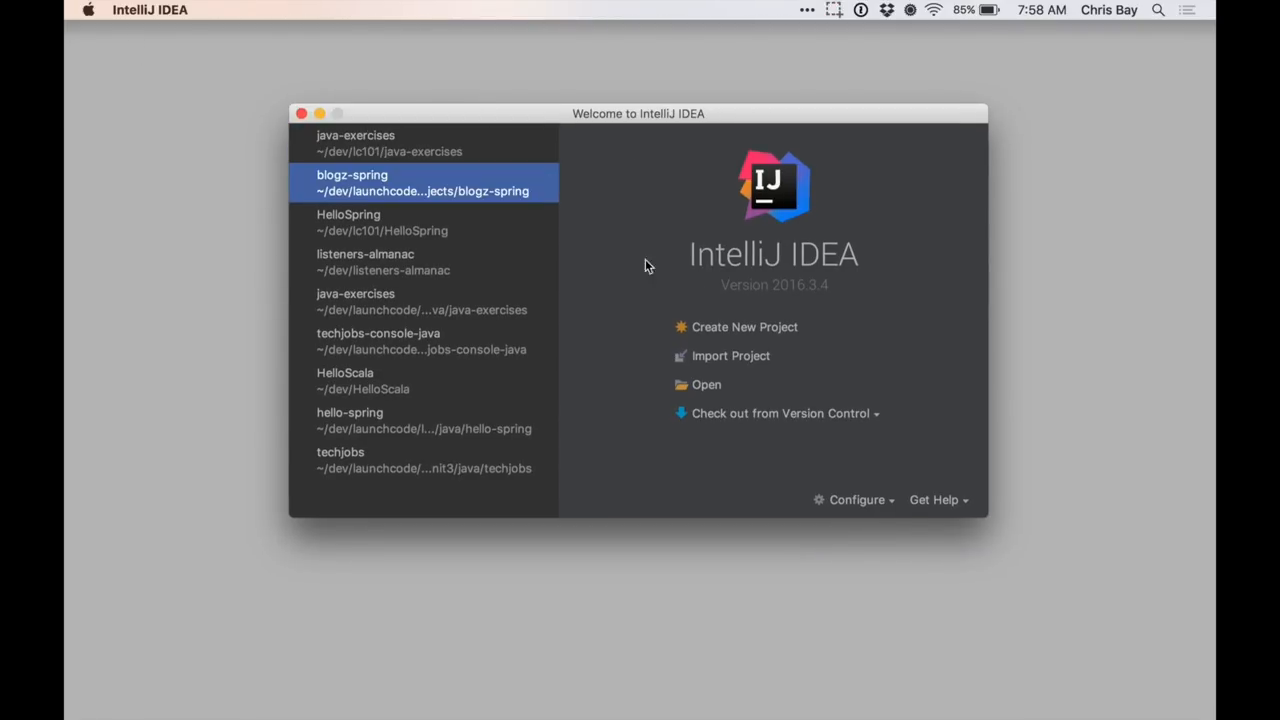 IntelliJ IDEA
85%
7:58 AM
Chris Bay
Welcome to IntelliJ IDEA
java-exercises
~/dev/lc101/java-exercises
blogz-spring
~/dev/launchcode...jects/blogz-spring
HelloSpring
~/dev/lc101/HelloSpring
listeners-almanac
~/dev/listeners-almanac
java-exercises
~/dev/launchcode/...va/java-exercises
techjobs-console-java
~/dev/launchcode...jobs-console-java
HelloScala
~/dev/HelloScala
hello-spring
~/dev/launchcode/l.../java/hello-spring
techjobs
~/dev/launchcode/...nit3/java/techjobs
IJ
IntelliJ IDEA
Version 2016.3.4
Create New Project
Import Project
Open
Check out from Version Control
Configure
Get Help